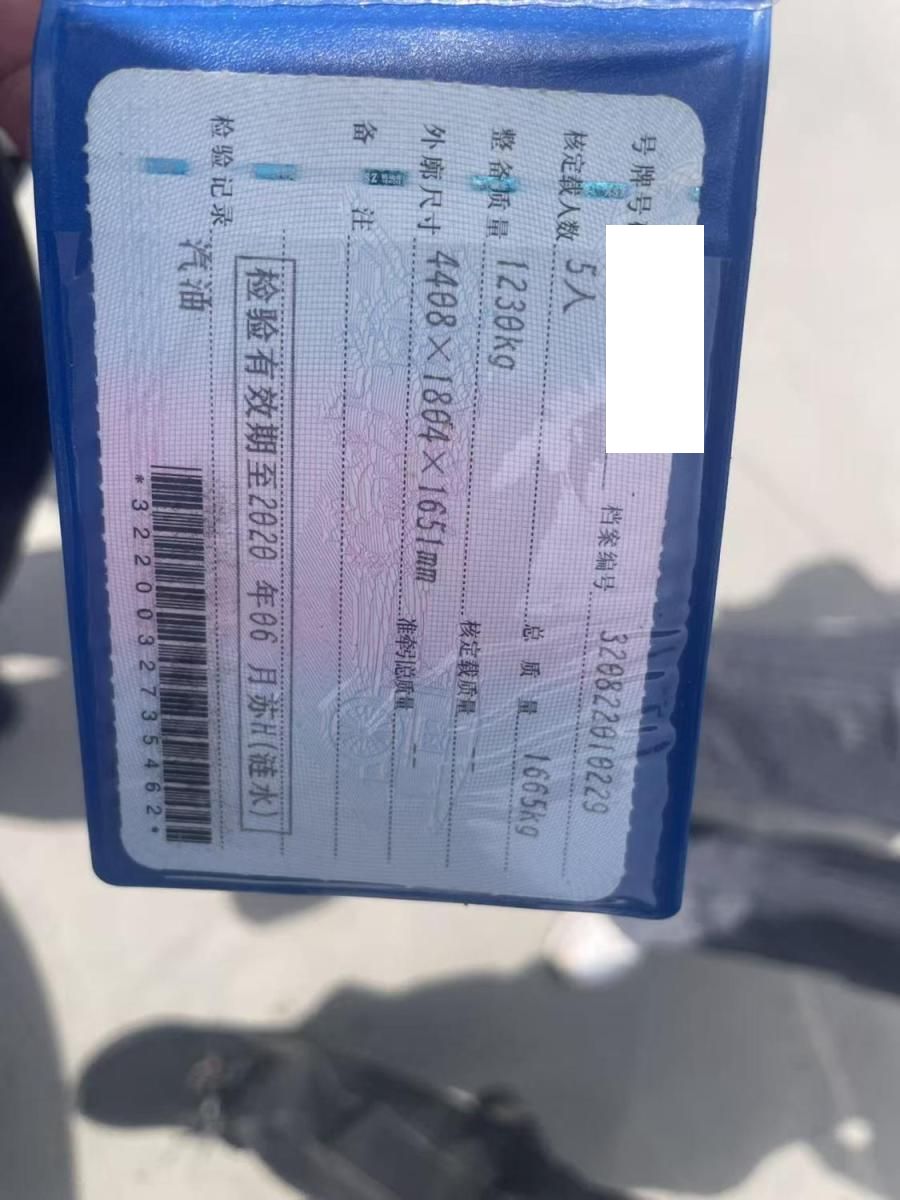 号牌号 档案编号 320822010229
核定载人数 5人 总质量 1665kg
整备质量 1230kg 核定载质量 --
外廓尺寸 4408×1804×1651mm 准牵引总质量 --
备注
检验有效期至2020年06月苏H(涟水)
检验记录
汽油
*3220032735462*